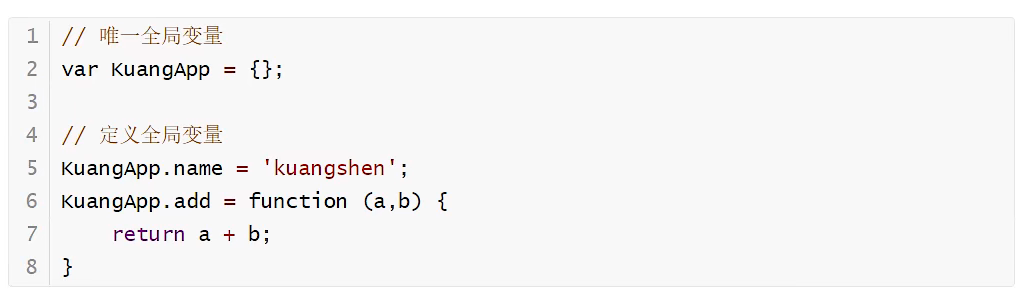 1 // 唯一全局变量
2 var KuangApp = {};
3
4 // 定义全局变量
5 KuangApp.name = 'kuangshen';
6 KuangApp.add = function (a,b) {
7     return a + b;
8 }